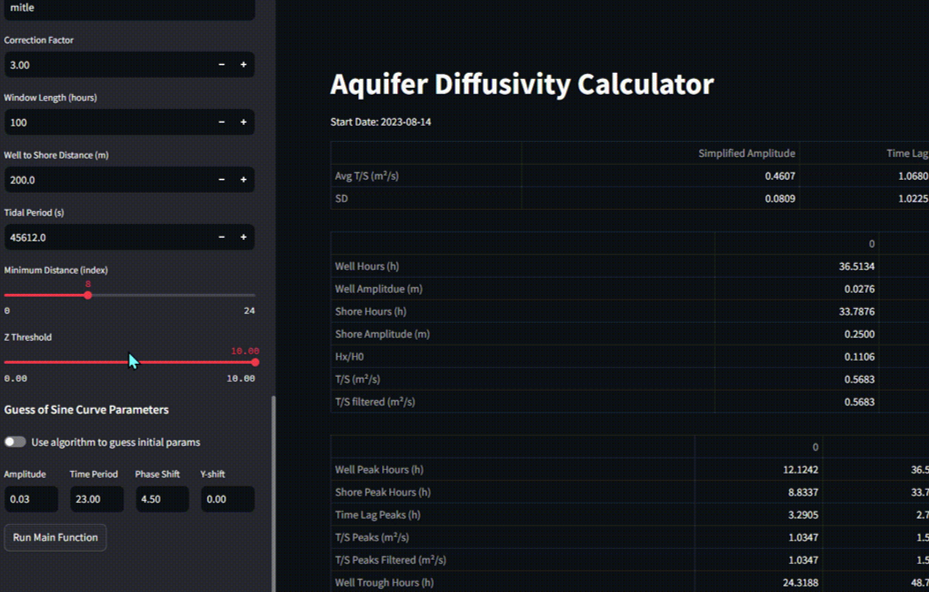 mitle
Correction Factor
3.00 − +
Window Length (hours)
100 − +
Well to Shore Distance (m)
200.0 − +
Tidal Period (s)
45612.0 − +
Minimum Distance (index)
8
0 24
Z Threshold
10.00
0.00 10.00
Guess of Sine Curve Parameters
Use algorithm to guess initial params
Amplitude Time Period Phase Shift Y-shift
0.03 23.00 4.50 0.00
Run Main Function
Aquifer Diffusivity Calculator
Start Date: 2023-08-14
Simplified Amplitude Time Lag
Avg T/S (m²/s) 0.4607 1.0680
SD 0.0809 1.0225
0
Well Hours (h) 36.5134
Well Amplitdue (m) 0.0276
Shore Hours (h) 33.7876
Shore Amplitude (m) 0.2500
Hx/H0 0.1106
T/S (m²/s) 0.5683
T/S filtered (m²/s) 0.5683
0
Well Peak Hours (h) 12.1242 36.5
Shore Peak Hours (h) 8.8337 33.7
Time Lag Peaks (h) 3.2905 2.7
T/S Peaks (m²/s) 1.0347 1.5
T/S Peaks Filtered (m²/s) 1.0347 1.5
Well Trough Hours (h) 24.3188 48.7